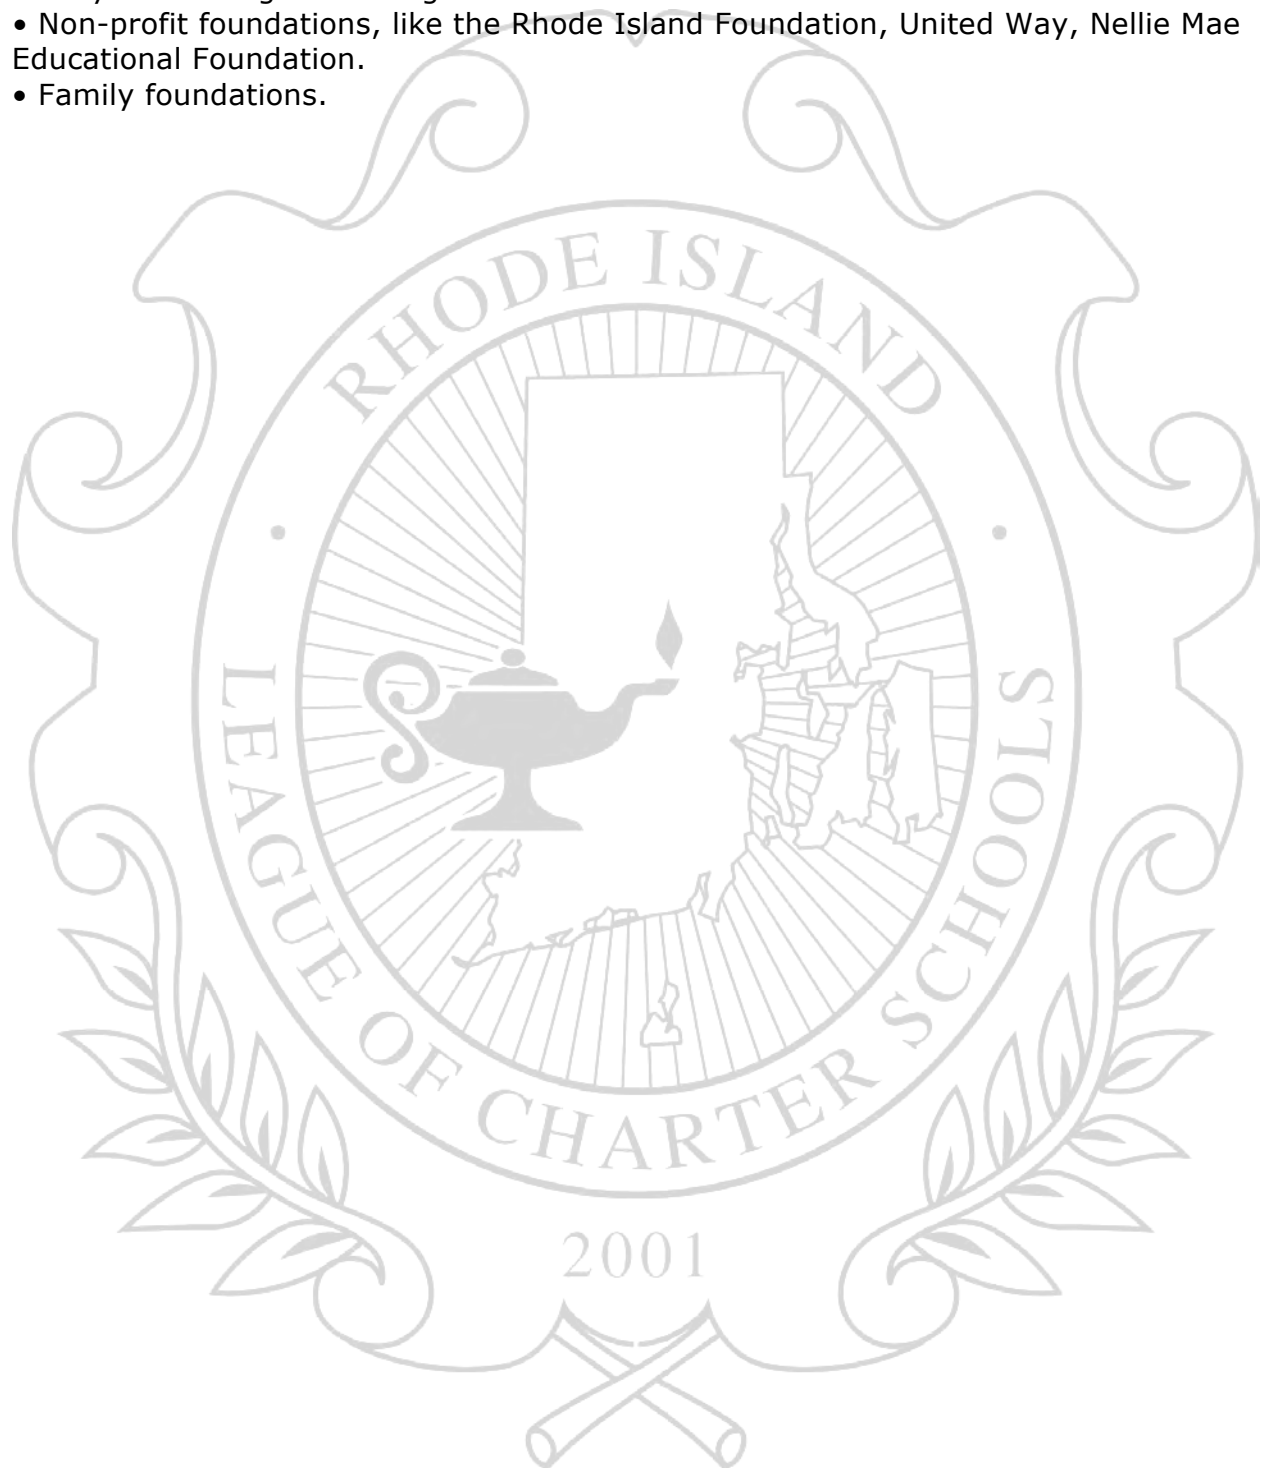 • Non-profit foundations, like the Rhode Island Foundation, United Way, Nellie Mae
Educational Foundation.
• Family foundations.
RHODE ISLAND
LEAGUE OF CHARTER SCHOOLS
2001